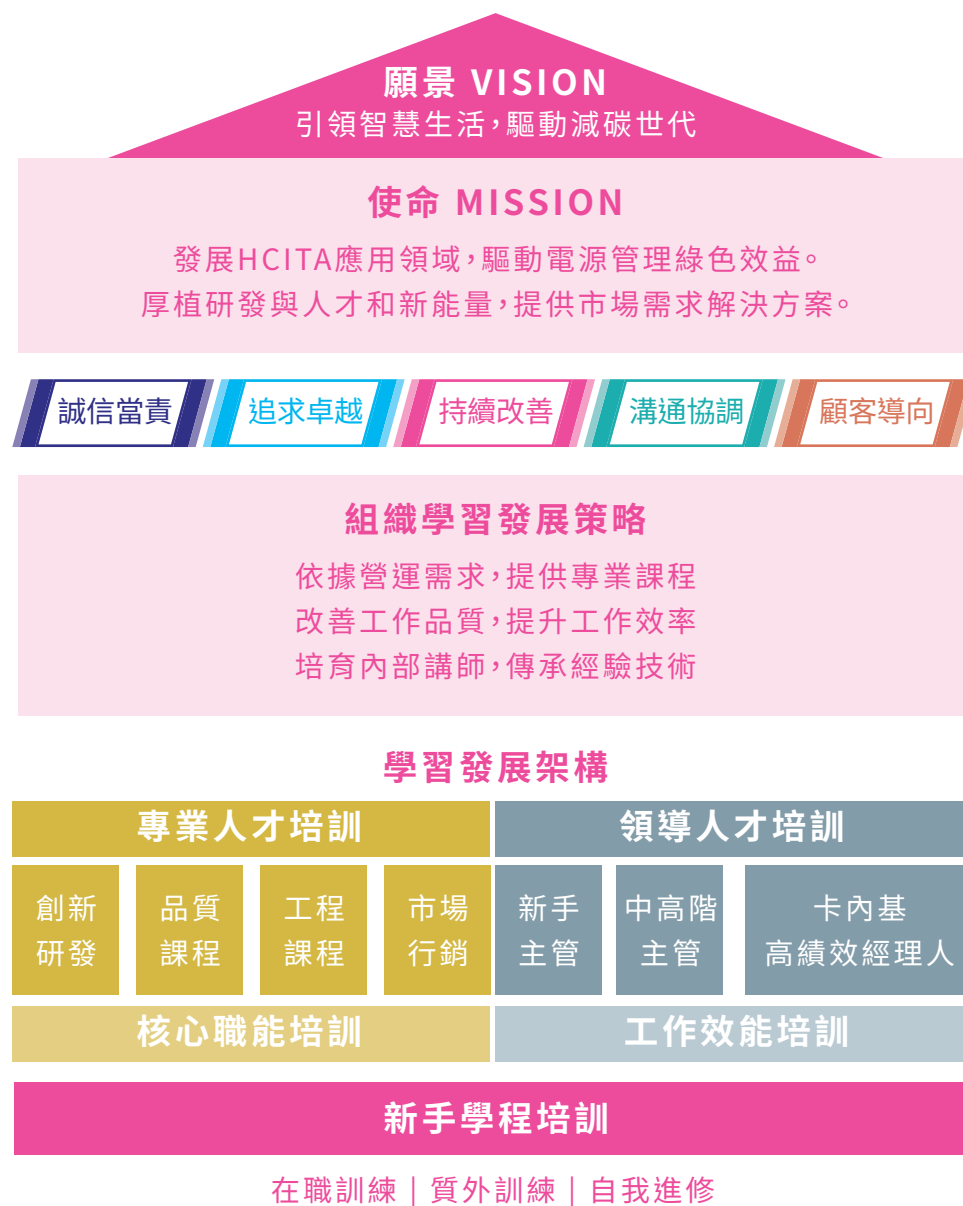 願景 VISION
引領智慧生活，驅動減碳世代
使命 MISSION
發展HCITA應用領域，驅動電源管理綠色效益。
厚植研發與人才和新能量，提供市場需求解決方案。
誠信當責 追求卓越 持續改善 溝通協調 顧客導向
組織學習發展策略
依據營運需求，提供專業課程
改善工作品質，提升工作效率
培育內部講師，傳承經驗技術
學習發展架構
專業人才培訓 領導人才培訓
創新 品質 工程 市場 新手 中高階 卡內基
研發 課程 課程 行銷 主管 主管 高績效經理人
核心職能培訓 工作效能培訓
新手學程培訓
在職訓練｜質外訓練｜自我進修